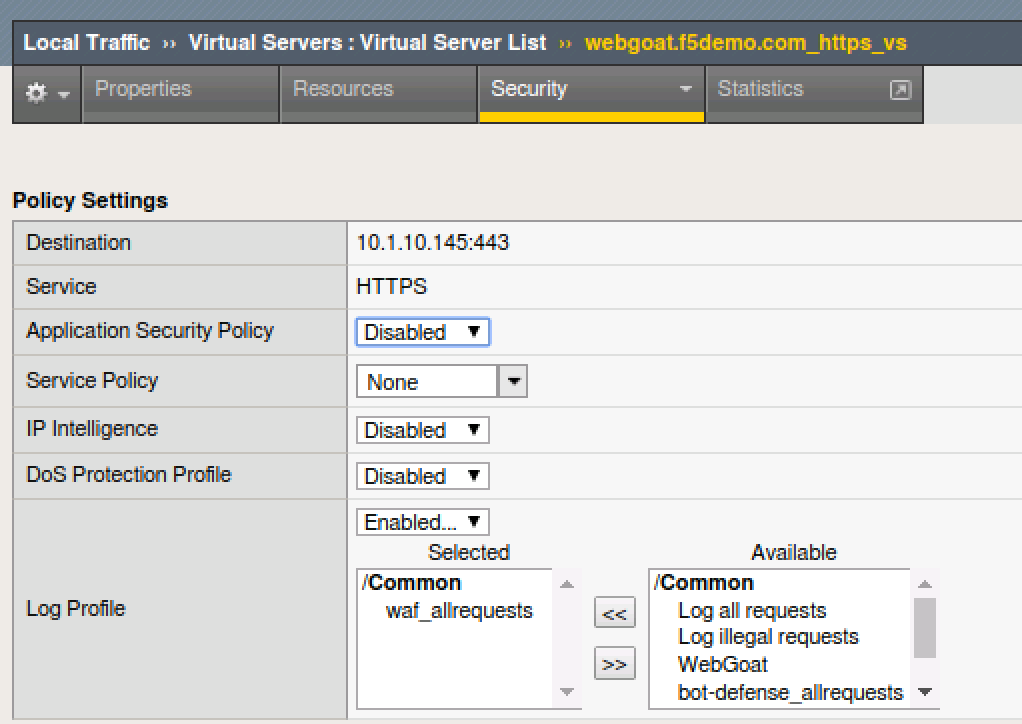 Local Traffic ›› Virtual Servers : Virtual Server List ›› webgoat.f5demo.com_https_vs
Properties Resources Security Statistics
Policy Settings
Destination 10.1.10.145:443
Service HTTPS
Application Security Policy Disabled
Service Policy None
IP Intelligence Disabled
DoS Protection Profile Disabled
Enabled...
Selected Available
/Common /Common
waf_allrequests Log all requests
Log Profile <<
Log illegal requests
>> WebGoat
bot-defense_allrequests